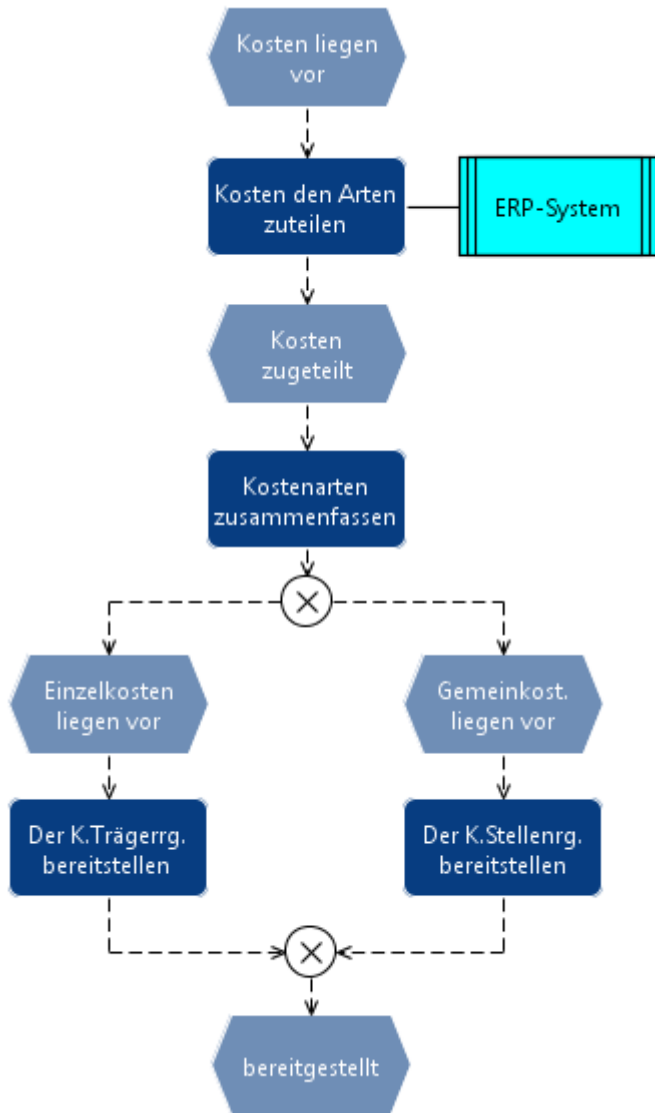 Kosten liegen
vor
Kosten den Arten
zuteilen
ERP-System
Kosten
zugeteilt
Kostenarten
zusammenfassen
Einzelkosten
liegen vor
Gemeinkost.
liegen vor
Der K.Trägerrg.
bereitstellen
Der K.Stellenrg.
bereitstellen
bereitgestellt